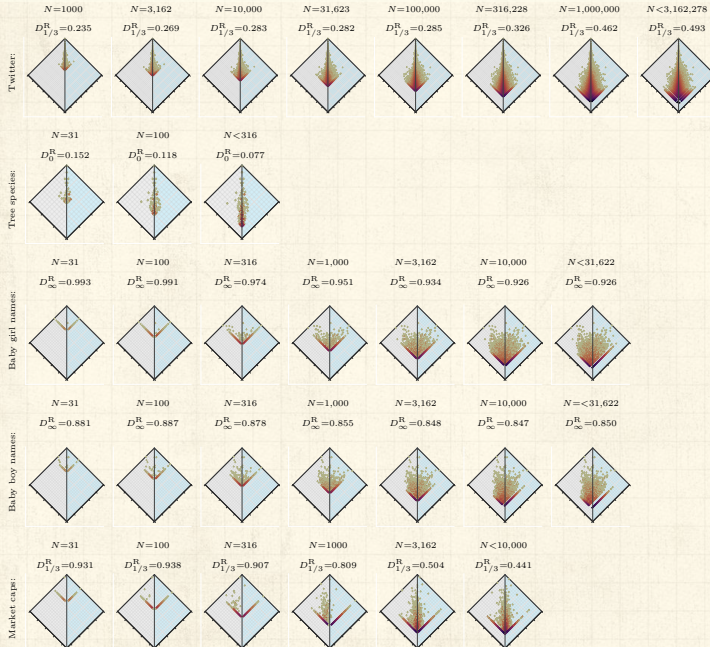 N=1000 N=3,162 N=10,000 N=31,623 N=100,000 N=316,228 N=1,000,000 N<3,162,278
D^R_{1/3}=0.235 D^R_{1/3}=0.269 D^R_{1/3}=0.283 D^R_{1/3}=0.282 D^R_{1/3}=0.285 D^R_{1/3}=0.326 D^R_{1/3}=0.462 D^R_{1/3}=0.493
Twitter:
N=31 N=100 N<316
D^R_0=0.152 D^R_0=0.118 D^R_0=0.077
Tree species:
N=31 N=100 N=316 N=1,000 N=3,162 N=10,000 N<31,622
D^R_∞=0.993 D^R_∞=0.991 D^R_∞=0.974 D^R_∞=0.951 D^R_∞=0.934 D^R_∞=0.926 D^R_∞=0.926
Baby girl names:
N=31 N=100 N=316 N=1,000 N=3,162 N=10,000 N=<31,622
D^R_∞=0.881 D^R_∞=0.887 D^R_∞=0.878 D^R_∞=0.855 D^R_∞=0.848 D^R_∞=0.847 D^R_∞=0.850
Baby boy names:
N=31 N=100 N=316 N=1000 N=3,162 N<10,000
D^R_{1/3}=0.931 D^R_{1/3}=0.938 D^R_{1/3}=0.907 D^R_{1/3}=0.809 D^R_{1/3}=0.504 D^R_{1/3}=0.441
Market caps: